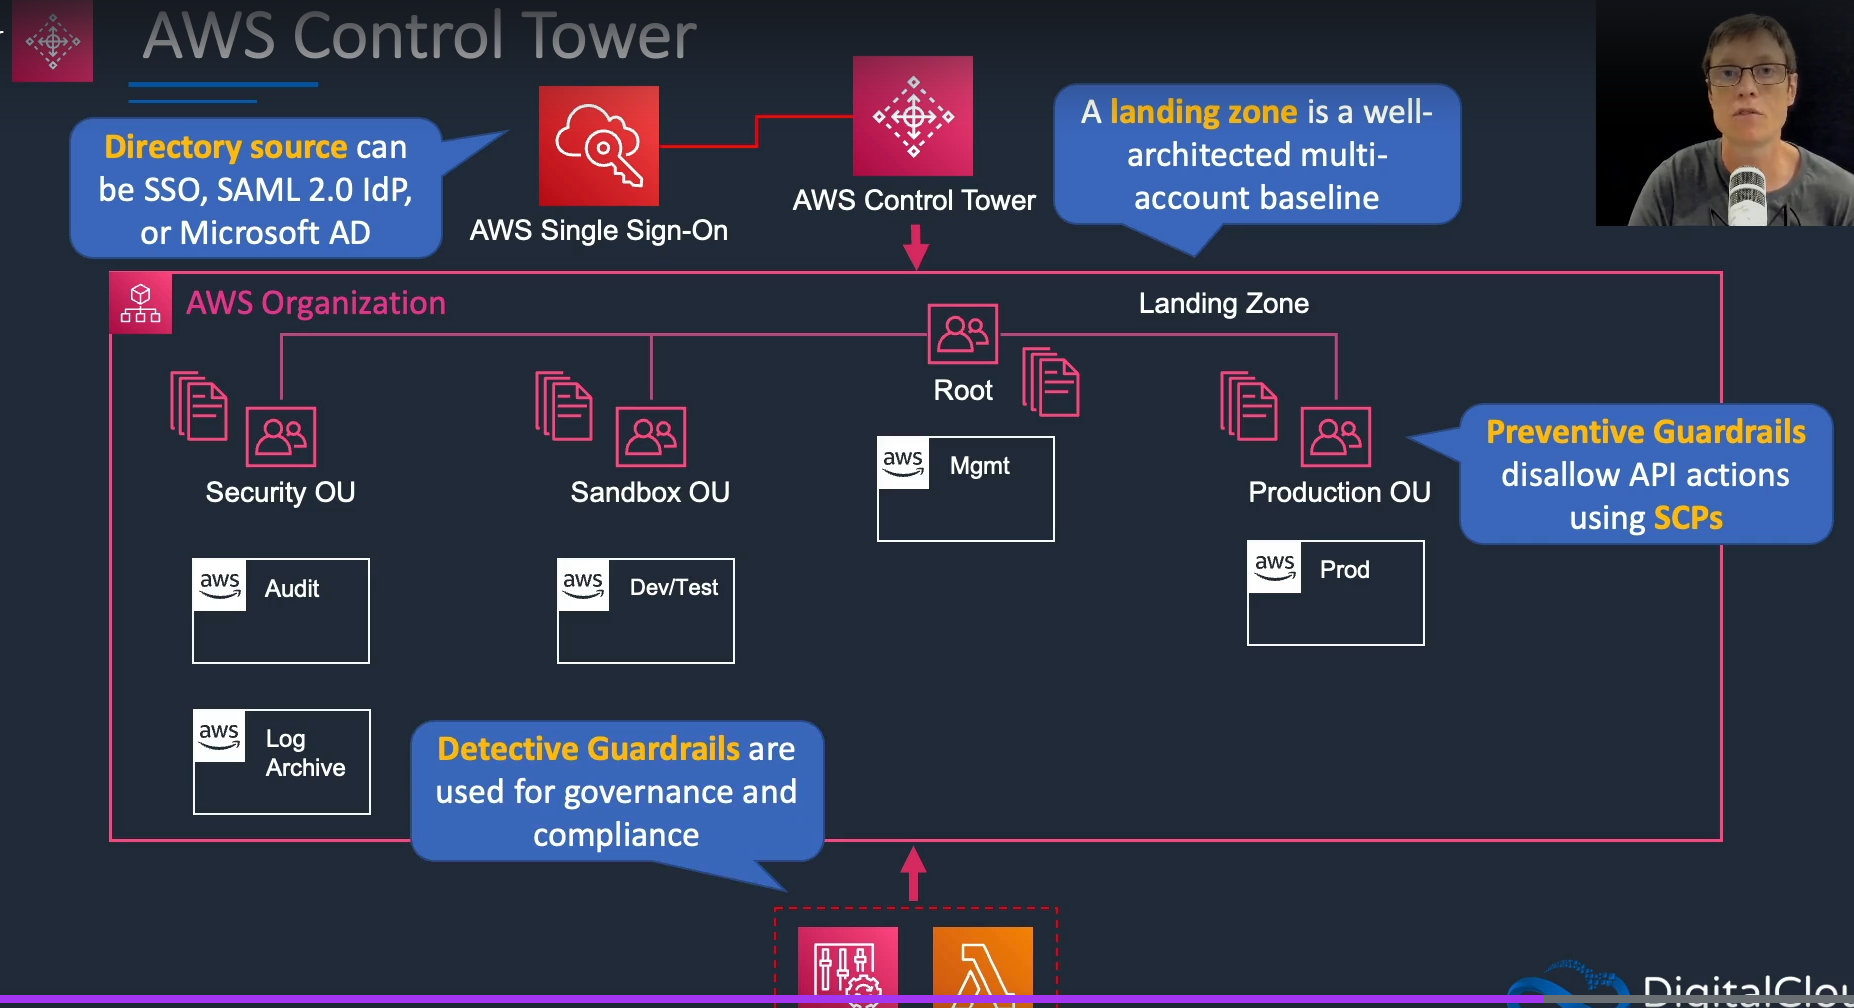 AWS Control Tower
Directory source can
be SSO, SAML 2.0 IdP,
or Microsoft AD
AWS Single Sign-On
AWS Control Tower
A landing zone is a well-
architected multi-
account baseline
AWS Organization
Landing Zone
Root
Security OU
Sandbox OU
aws
Mgmt
Production OU
Preventive Guardrails
disallow API actions
using SCPs
aws
Audit
aws
Dev/Test
aws
Prod
aws
Log
Archive
Detective Guardrails are
used for governance and
compliance